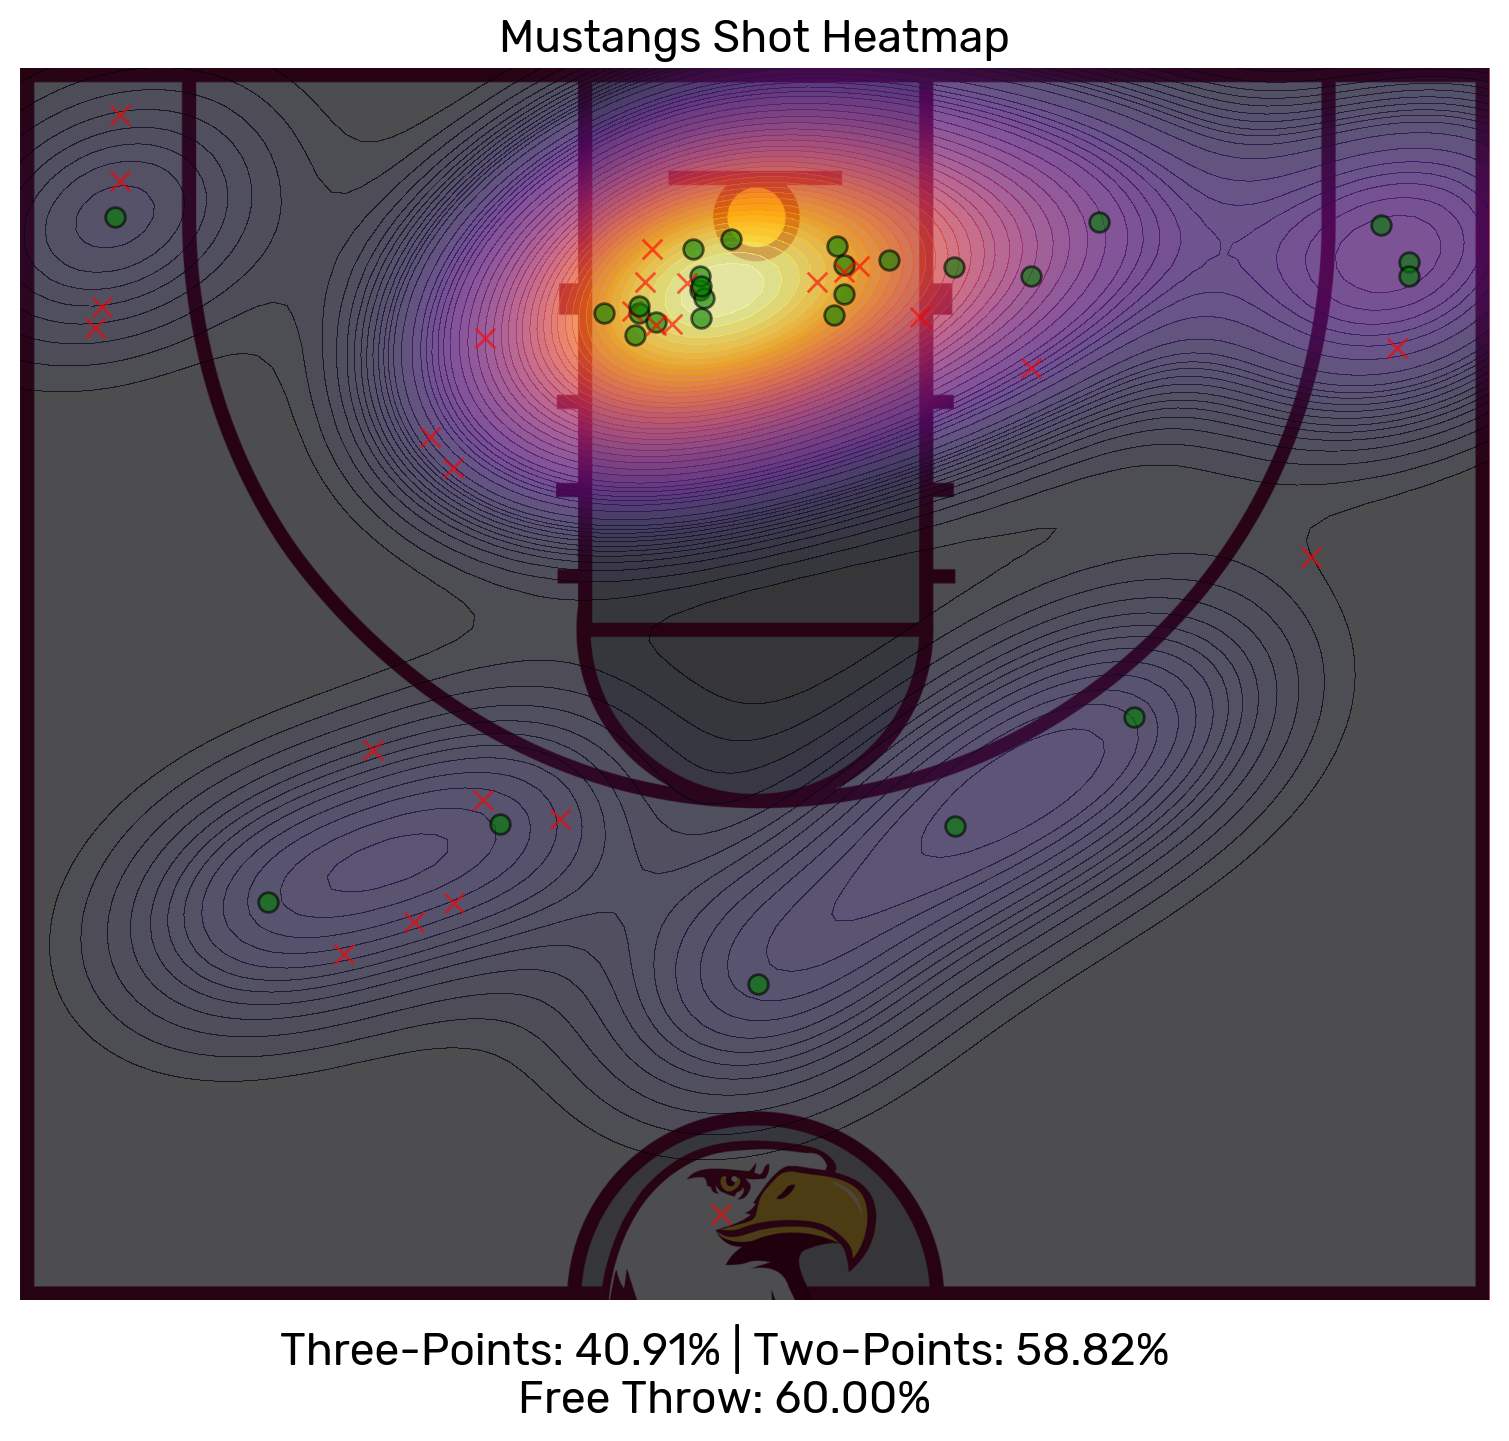 Mustangs Shot Heatmap
Three-Points: 40.91% | Two-Points: 58.82%
Free Throw: 60.00%